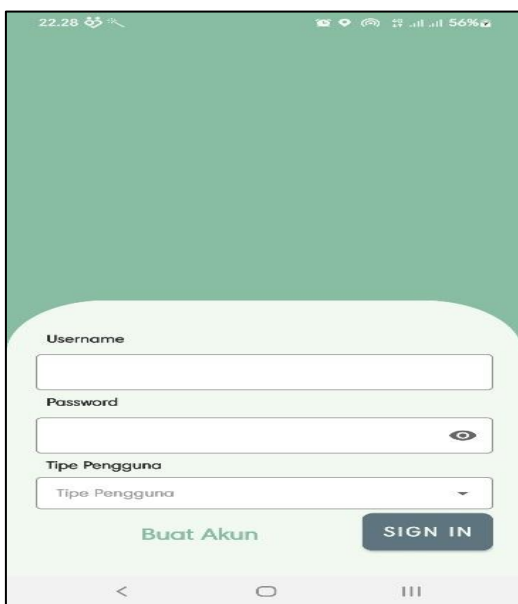 22.28 56%
Username
Password
Tipe Pengguna
Tipe Pengguna
Buat Akun SIGN IN